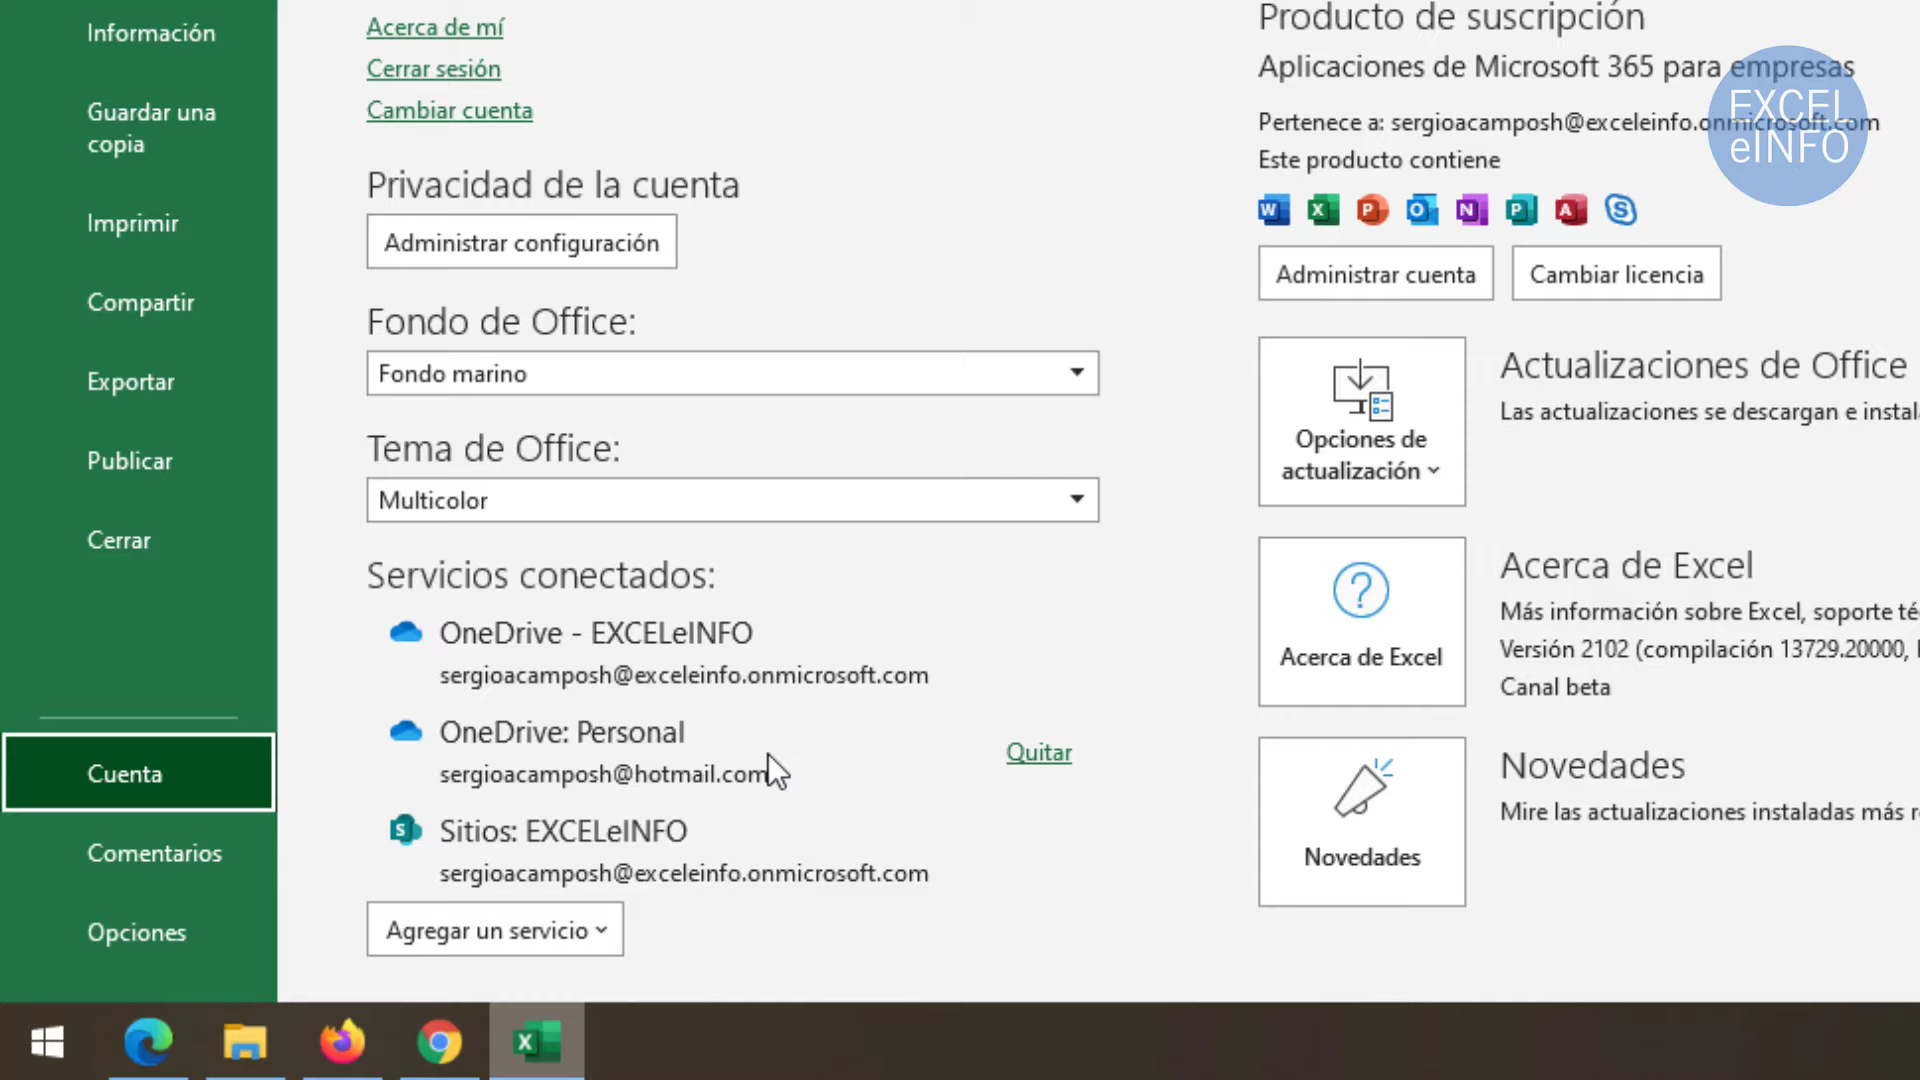 Información
Guardar una
copia
Imprimir
Compartir
Exportar
Publicar
Cerrar
Cuenta
Comentarios
Opciones
Acerca de mí
Cerrar sesión
Cambiar cuenta
Privacidad de la cuenta
Administrar configuración
Fondo de Office:
Fondo marino
Tema de Office:
Multicolor
Servicios conectados:
OneDrive - EXCELeINFO
sergioacamposh@exceleinfo.onmicrosoft.com
OneDrive: Personal
sergioacamposh@hotmail.com
Quitar
Sitios: EXCELeINFO
sergioacamposh@exceleinfo.onmicrosoft.com
Agregar un servicio
Producto de suscripción
Aplicaciones de Microsoft 365 para empresas
Pertenece a: sergioacamposh@exceleinfo.onmicrosoft.com
Este producto contiene
W X P O N P A S
Administrar cuenta
Cambiar licencia
Opciones de
actualización
Actualizaciones de Office
Las actualizaciones se descargan e instal
Acerca de Excel
Acerca de Excel
Más información sobre Excel, soporte té
Versión 2102 (compilación 13729.20000,
Canal beta
Novedades
Novedades
Mire las actualizaciones instaladas más r
EXCEL
eINFO